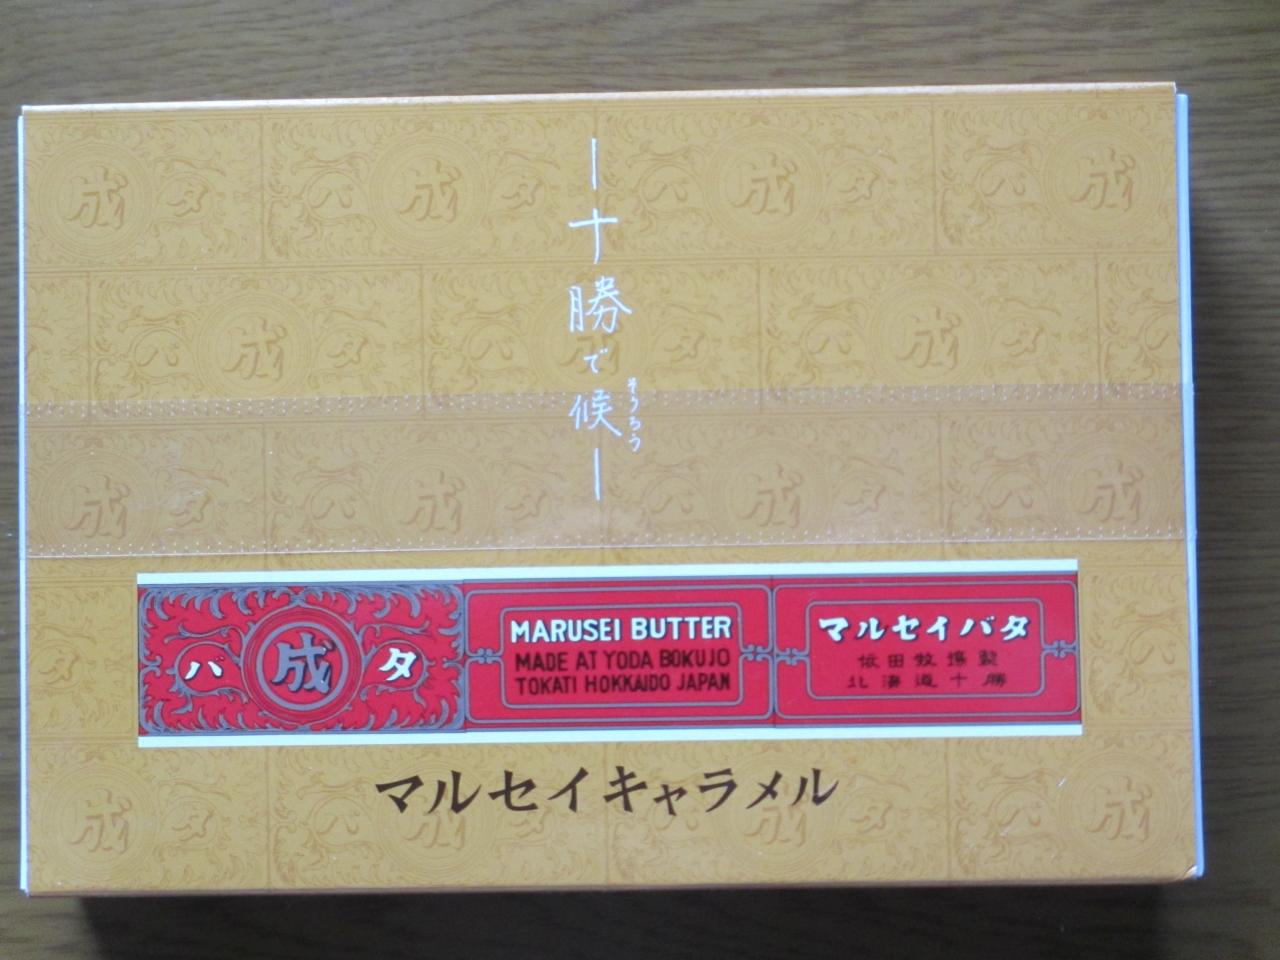 十勝で候
そうろう
バ成タ
MARUSEI BUTTER
MADE AT YODA BOKUJO
TOKATI HOKKAIDO JAPAN
マルセイバタ
依田牧場製
北海道十勝
マルセイキャラメル